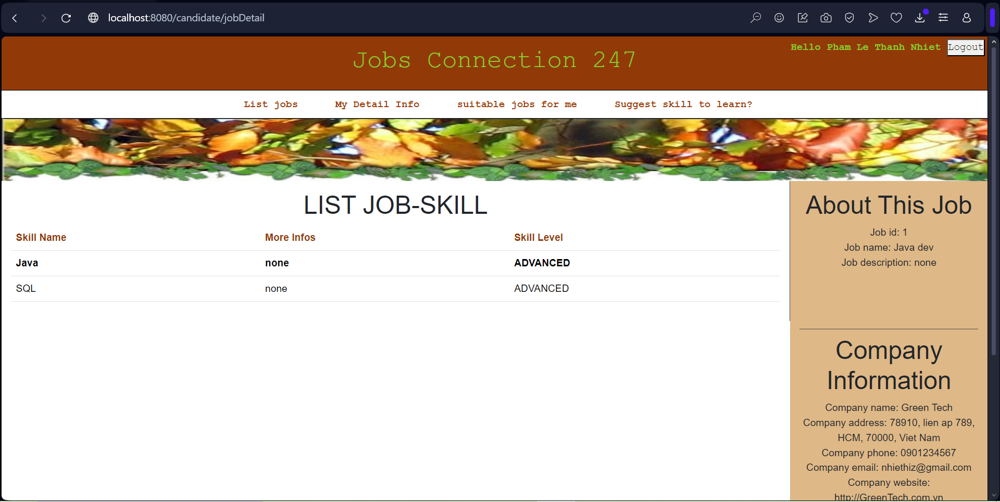 localhost:8080/candidate/jobDetail
Hello Pham Le Thanh Nhiet Logout
Jobs Connection 247
List jobs My Detail Info suitable jobs for me Suggest skill to learn?
LIST JOB-SKILL
Skill Name More Infos Skill Level
Java none ADVANCED
SQL none ADVANCED
About This Job
Job id: 1
Job name: Java dev
Job description: none
Company
Information
Company name: Green Tech
Company address: 78910, lien ap 789,
HCM, 70000, Viet Nam
Company phone: 0901234567
Company email: nhiethiz@gmail.com
Company website:
http://GreenTech.com.vn